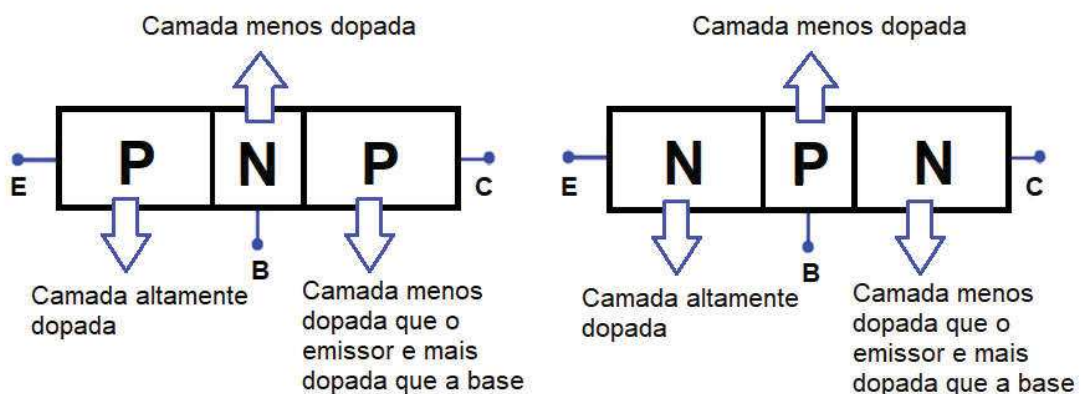 Camada menos dopada
P N P
E
C
B
Camada altamente
dopada
Camada menos
dopada que o
emissor e mais
dopada que a base
Camada menos dopada
N P N
E
C
B
Camada altamente
dopada
Camada menos
dopada que o
emissor e mais
dopada que a base